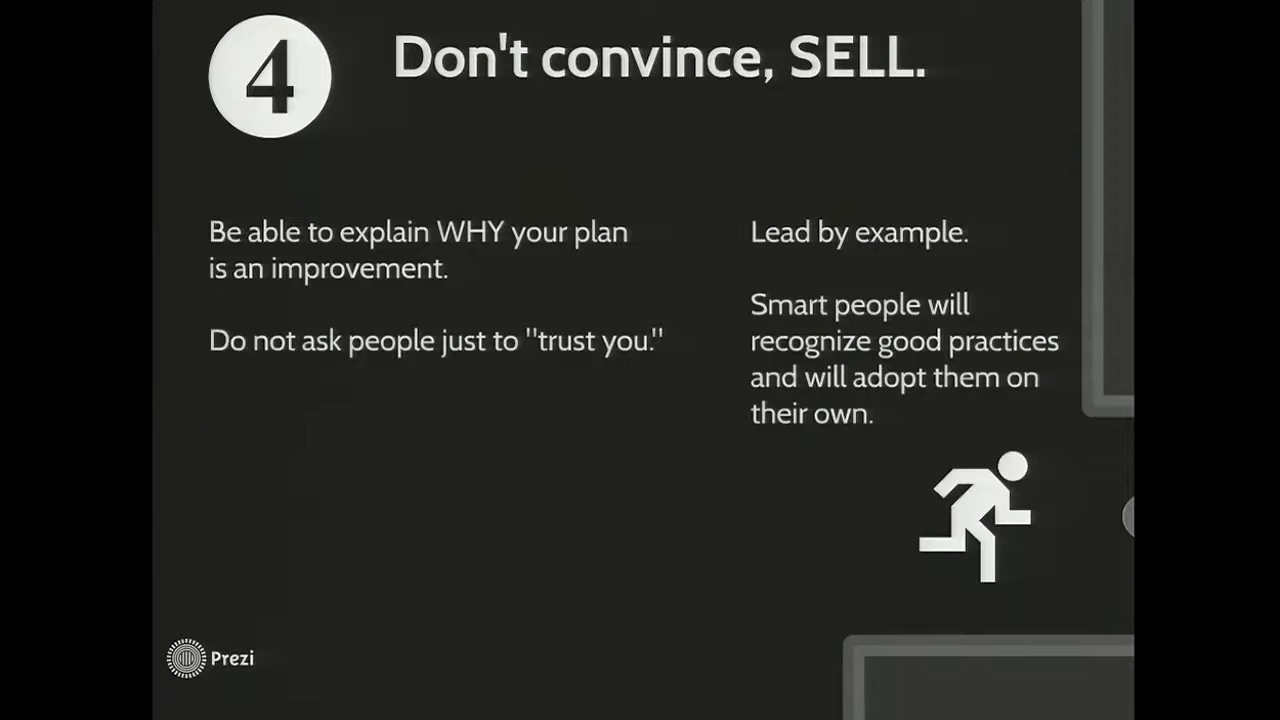 4
Don't convince, SELL.
Be able to explain WHY your plan
is an improvement.
Do not ask people just to "trust you."
Lead by example.
Smart people will
recognize good practices
and will adopt them on
their own.
Prezi